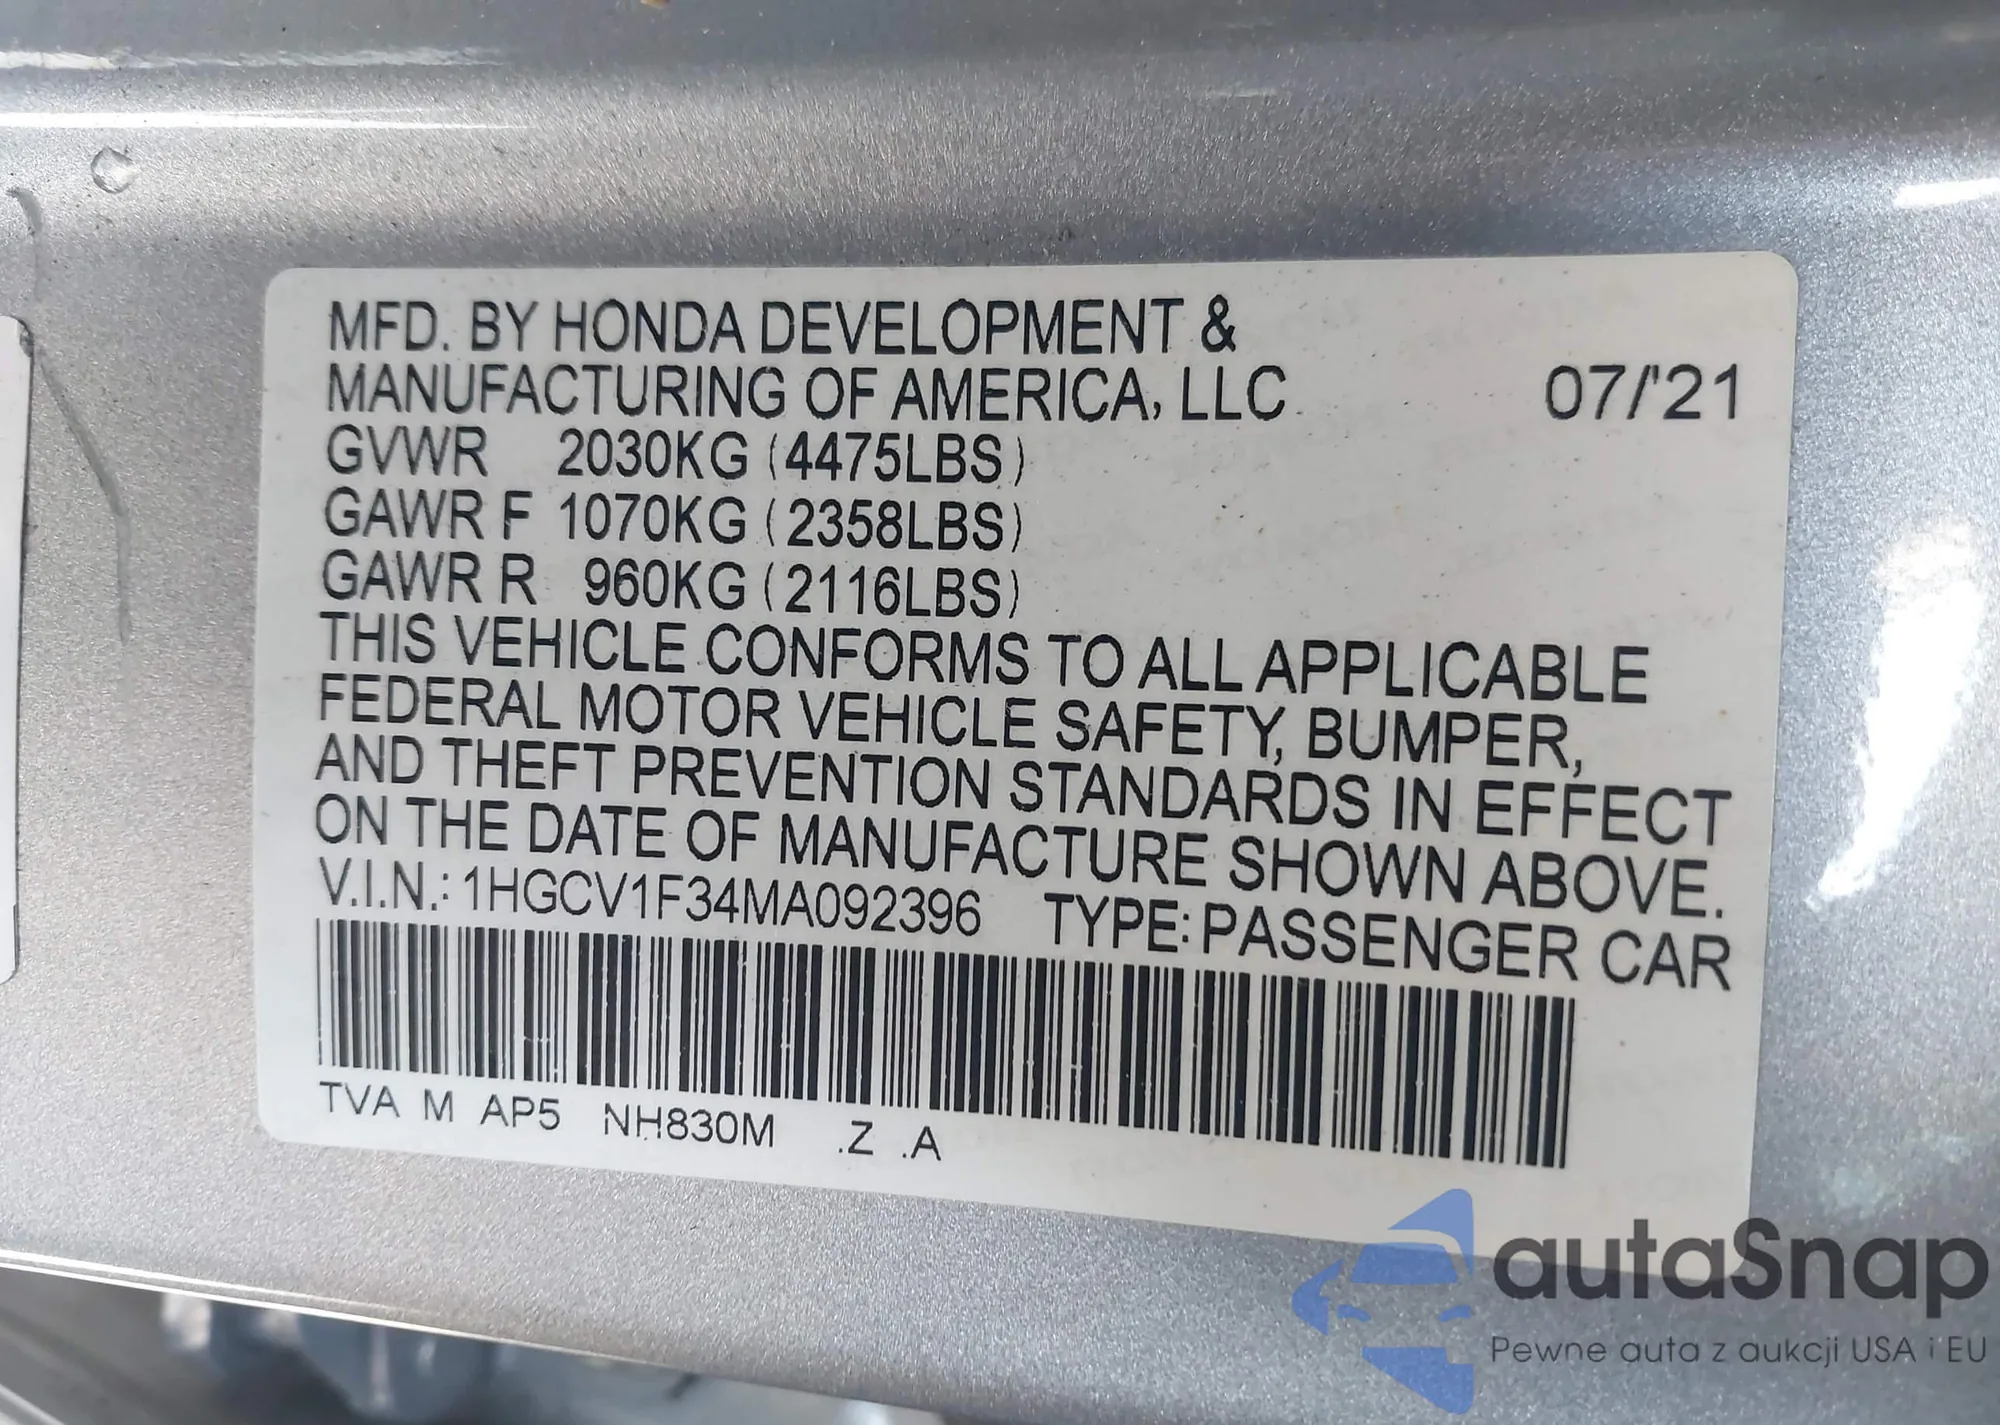 MFD. BY HONDA DEVELOPMENT &
MANUFACTURING OF AMERICA, LLC 07/'21
GVWR 2030KG (4475LBS)
GAWR F 1070KG (2358LBS)
GAWR R 960KG (2116LBS)
THIS VEHICLE CONFORMS TO ALL APPLICABLE
FEDERAL MOTOR VEHICLE SAFETY, BUMPER,
AND THEFT PREVENTION STANDARDS IN EFFECT
ON THE DATE OF MANUFACTURE SHOWN ABOVE.
V.I.N.: 1HGCV1F34MA092396 TYPE: PASSENGER CAR
TVA M AP5 NH830M .Z .A
autaSnap
Pewne auta z aukcji USA i EU